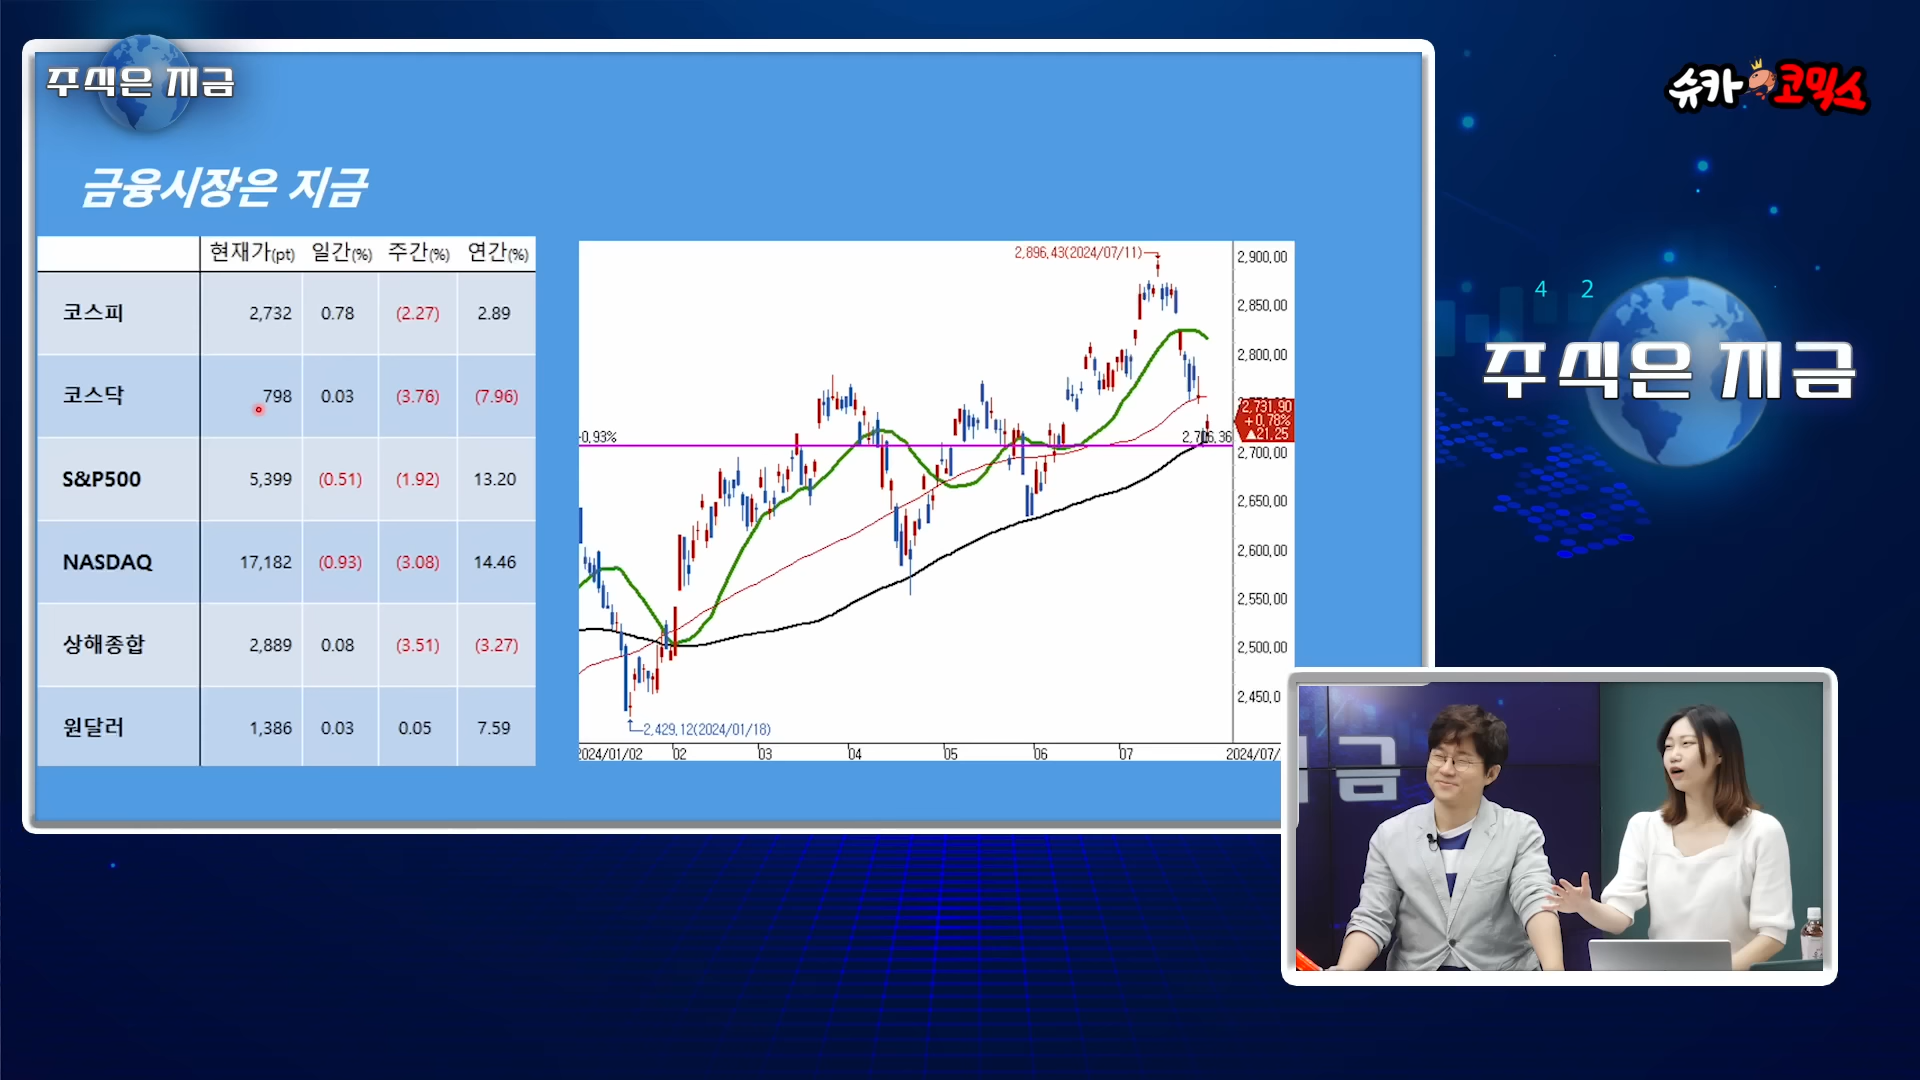 주식은 지금
슈카코믹스
금융시장은 지금
현재가(pt) 일간(%) 주간(%) 연간(%)
코스피 2,732 0.78 (2.27) 2.89
코스닥 798 0.03 (3.76) (7.96)
S&P500 5,399 (0.51) (1.92) 13.20
NASDAQ 17,182 (0.93) (3.08) 14.46
상해종합 2,889 0.08 (3.51) (3.27)
원달러 1,386 0.03 0.05 7.59
2,896.43(2024/07/11)
2,900.00
2,850.00
2,800.00
2,731.90
+0.78%
▲21.25
0.93%
2,700.00
2,650.00
2,600.00
2,550.00
2,500.00
2,450.0
2,429.12(2024/01/18)
2024/01/02 02 03 04 05 06 07 2024/07/
4 2
주식은 지금
지금